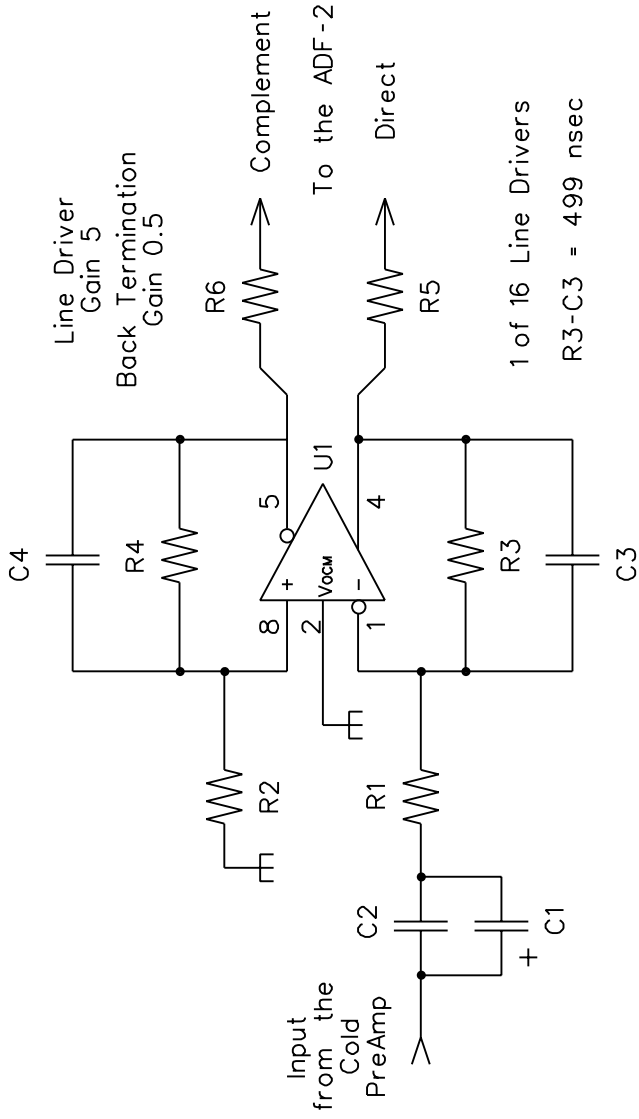 C4
R4
R2
8
+
5
2
VOCM
U1
1
-
4
R3
C3
R1
C2
C1
+
Input
from the
Cold
PreAmp
R6
R5
Line Driver
Gain 5
Back Termination
Gain 0.5
Complement
To the ADF-2
Direct
1 of 16 Line Drivers
R3-C3 = 499 nsec